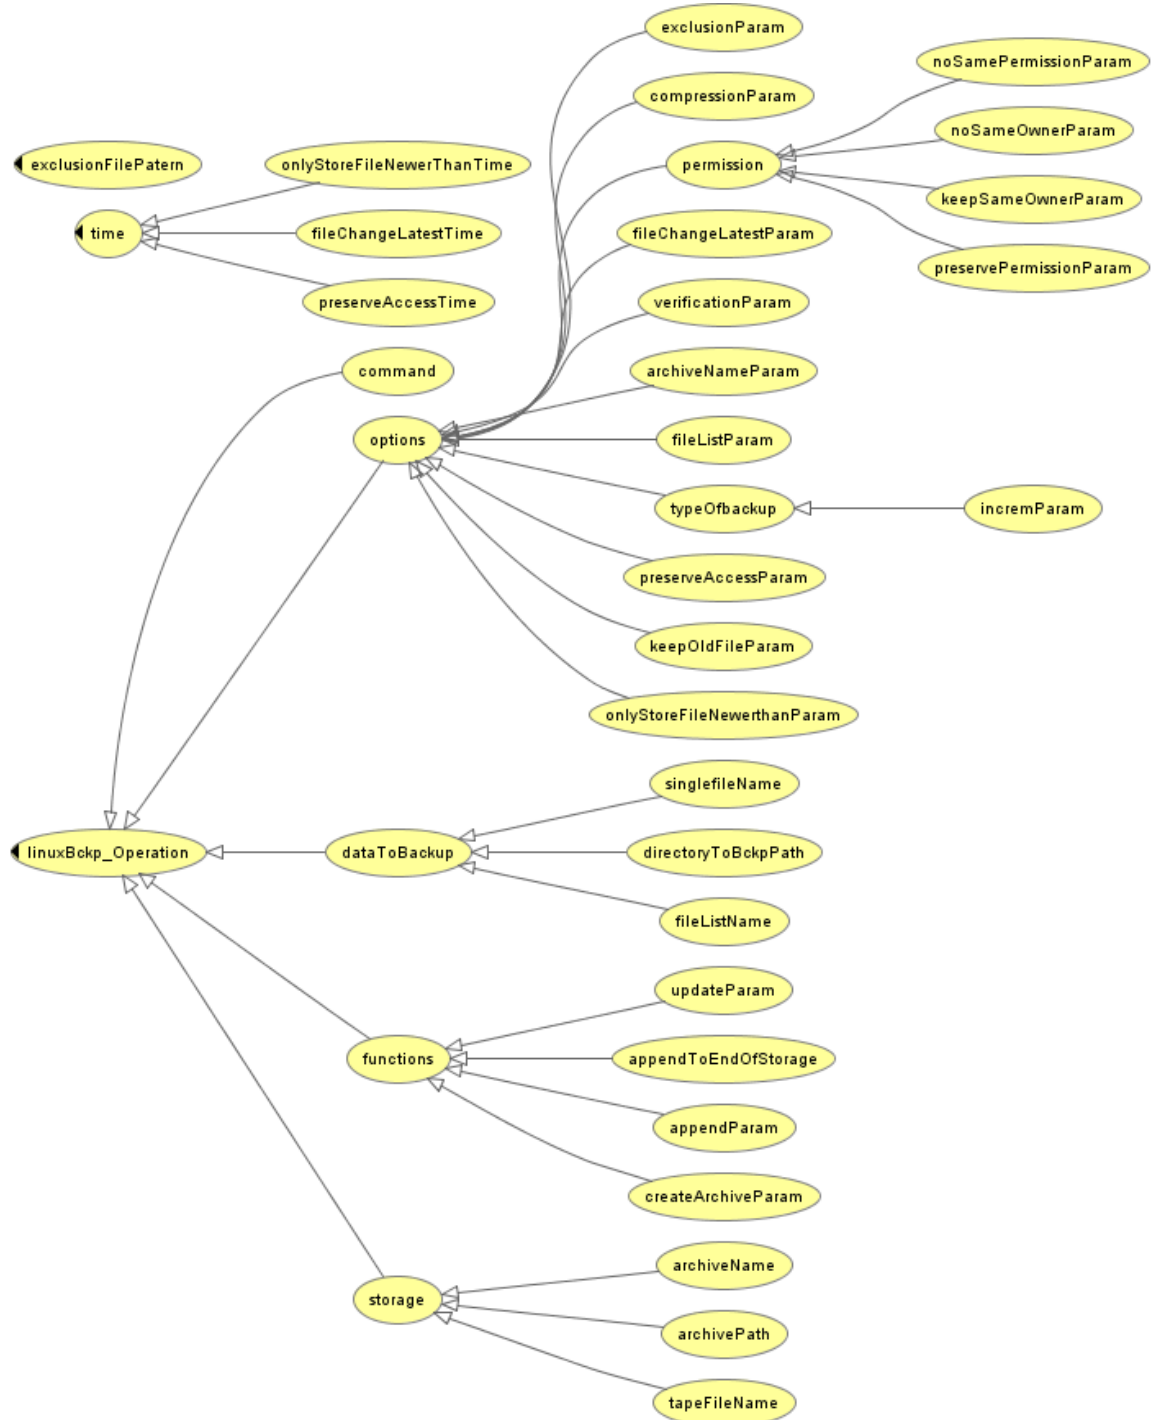 exclusionParam
noSamePermissionParam
compressionParam
noSameOwnerParam
exclusionFilePatern
onlyStoreFileNewerThanTime
permission
keepSameOwnerParam
time
fileChangeLatestTime
fileChangeLatestParam
preservePermissionParam
preserveAccessTime
verificationParam
command
archiveNameParam
options
fileListParam
typeOfbackup
incremParam
preserveAccessParam
keepOldFileParam
onlyStoreFileNewerthanParam
singlefileName
linuxBckp_Operation
dataToBackup
directoryToBckpPath
fileListName
updateParam
functions
appendToEndOfStorage
appendParam
createArchiveParam
archiveName
storage
archivePath
tapeFileName